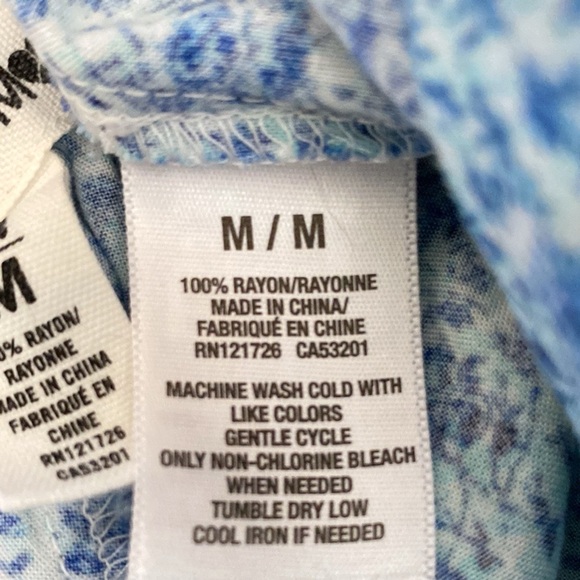 M
% RAYON/
RAYONNE
MADE IN CHINA
FABRIQUÉ EN
CHINE
RN121726
CA53201
M / M
100% RAYON/RAYONNE
MADE IN CHINA/
FABRIQUÉ EN CHINE
RN121726 CA53201
MACHINE WASH COLD WITH
LIKE COLORS
GENTLE CYCLE
ONLY NON-CHLORINE BLEACH
WHEN NEEDED
TUMBLE DRY LOW
COOL IRON IF NEEDED